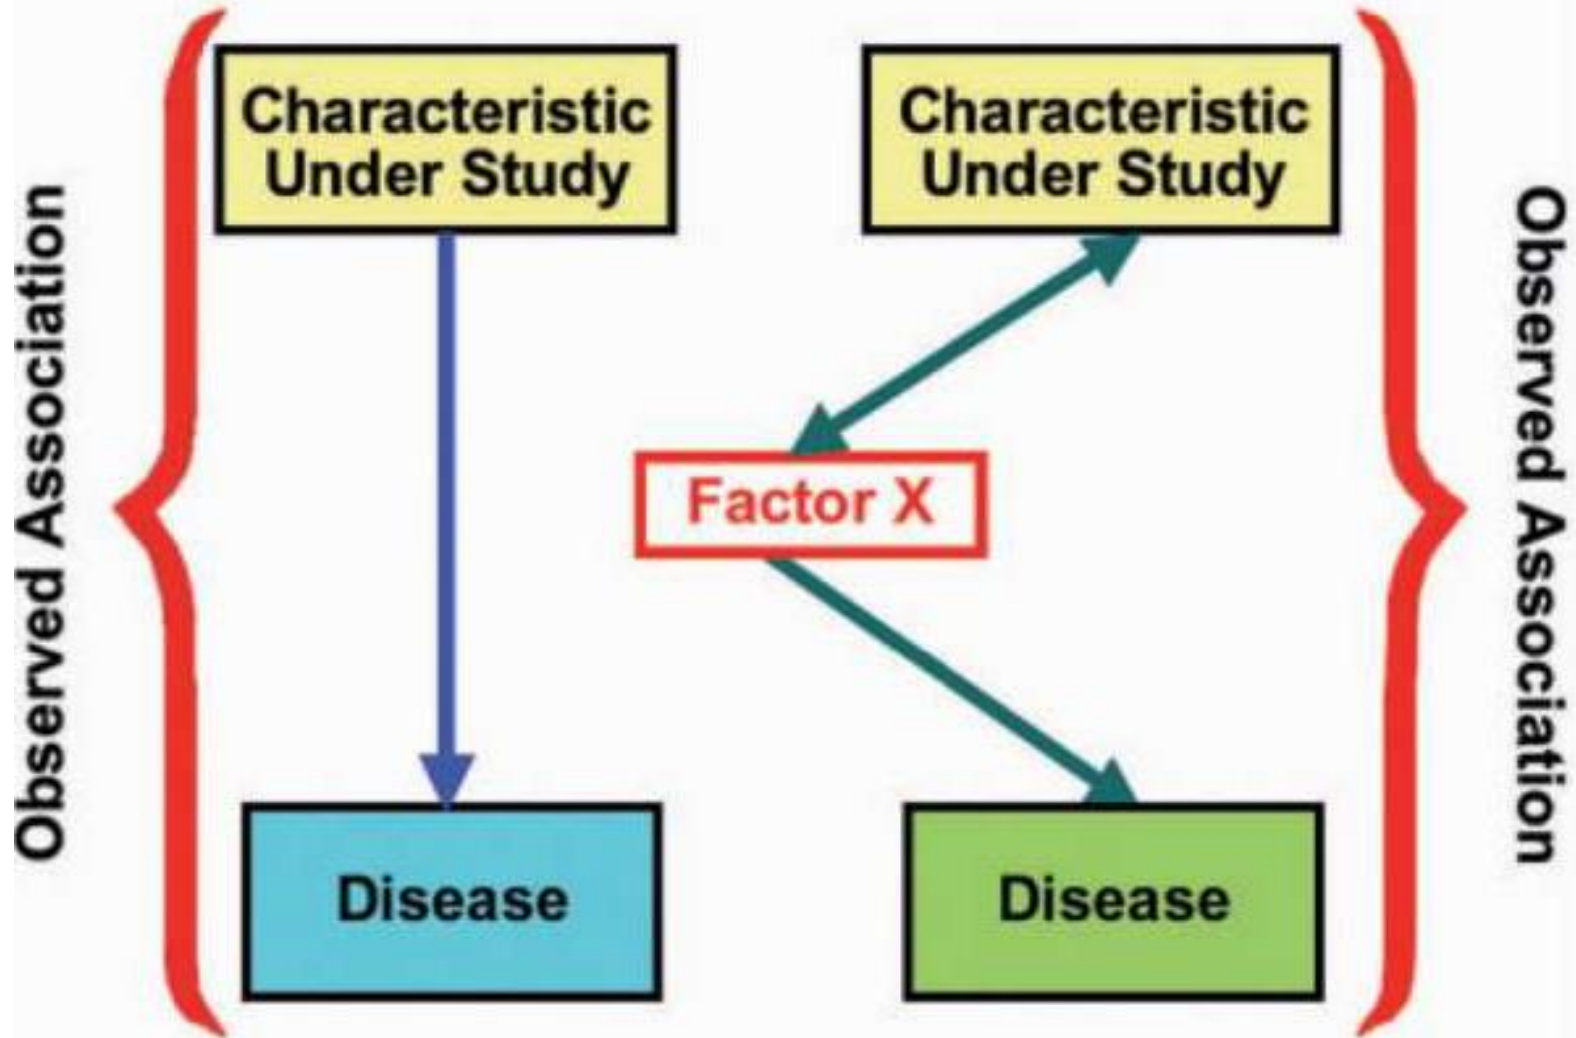 Observed Association
Characteristic
Under Study
Disease
Characteristic
Under Study
Factor X
Disease
Observed Association